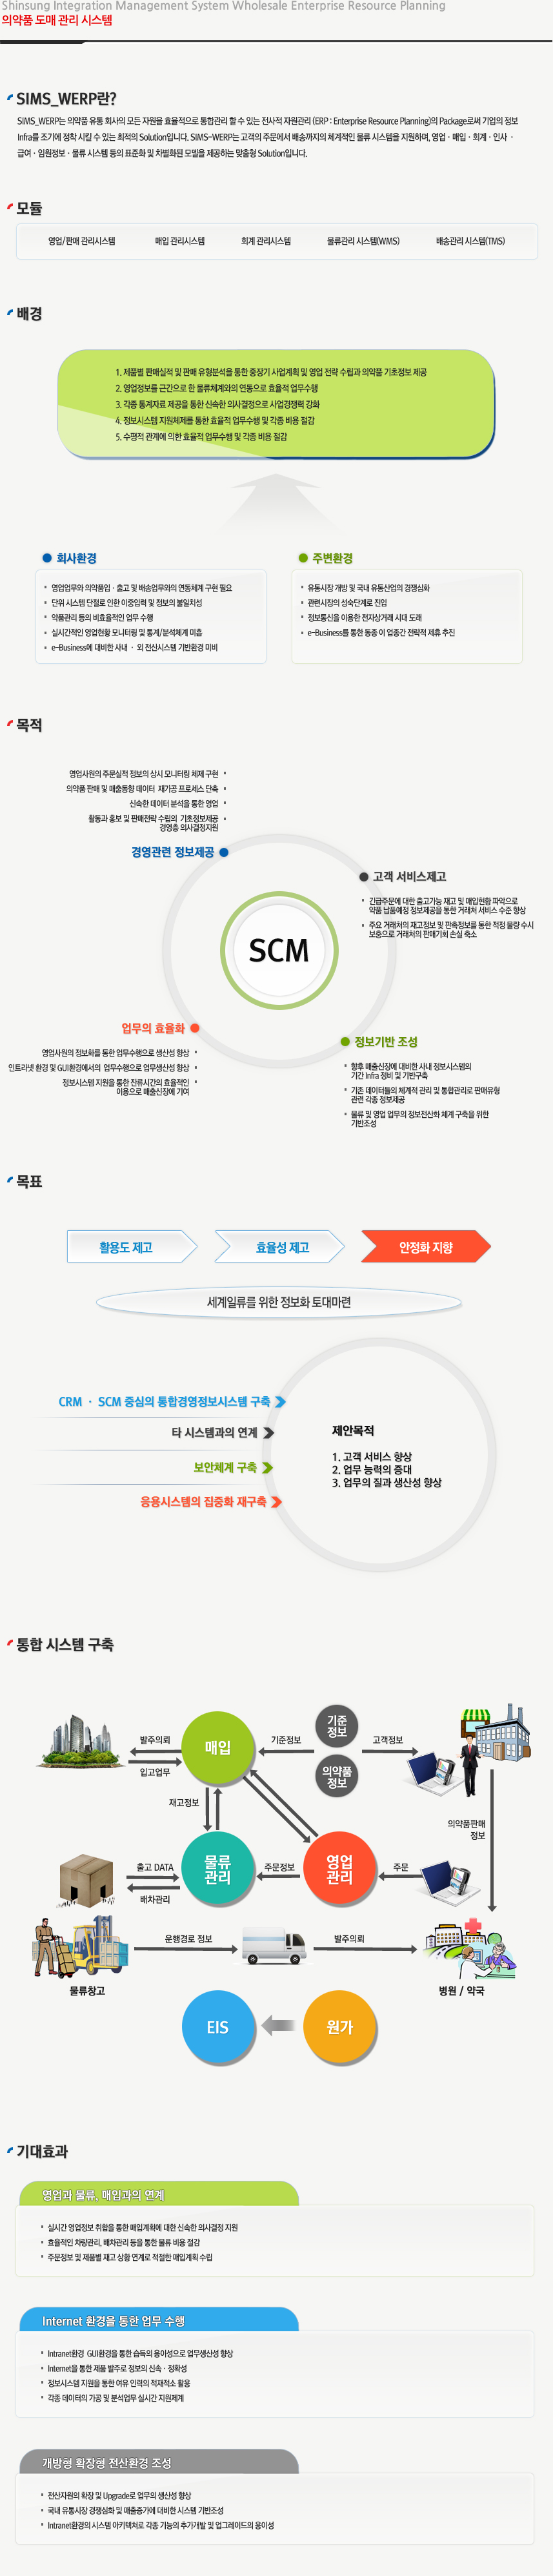 Shinsung Integration Management System Wholesale Enterprise Resource Planning
의약품 도매 관리 시스템
SIMS_WERP란?
SIMS_WERP는 의약품 유통 회사의 모든 자원을 효율적으로 통합관리 할 수 있는 전사적 자원관리 (ERP : Enterprise Resource Planning)의 Package로써 기업의 정보
Infra를 조기에 정착 시킬 수 있는 최적의 Solution입니다. SIMS-WERP는 고객의 주문에서 배송까지의 체계적인 물류 시스템을 지원하며, 영업 · 매입 · 회계 · 인사 ·
급여 · 임원정보 · 물류 시스템 등의 표준화 및 차별화된 모델을 제공하는 맞춤형 Solution입니다.
모듈
영업/판매 관리시스템 매입 관리시스템 회계 관리시스템 물류관리 시스템(WMS) 배송관리 시스템(TMS)
배경
1. 제품별 판매실적 및 판매 유형분석을 통한 중장기 사업계획 및 영업 전략 수립과 의약품 기초정보 제공
2. 영업정보를 근간으로 한 물류체계와의 연동으로 효율적 업무수행
3. 각종 통계자료 제공을 통한 신속한 의사결정으로 사업경쟁력 강화
4. 정보시스템 지원체제를 통한 효율적 업무수행 및 각종 비용 절감
5. 수평적 관계에 의한 효율적 업무수행 및 각종 비용 절감
회사환경
영업업무와 의약품입 · 출고 및 배송업무와의 연동체계 구현 필요
단위 시스템 단절로 인한 이중입력 및 정보의 불일치성
약품관리 등의 비효율적인 업무 수행
실시간적인 영업현황 모니터링 및 통계/분석체계 미흡
e-Business에 대비한 사내 · 외 전산시스템 기반환경 미비
주변환경
유통시장 개방 및 국내 유통산업의 경쟁심화
관련시장의 성숙단계로 진입
정보통신을 이용한 전자상거래 시대 도래
e-Business를 통한 동종 이 업종간 전략적 제휴 추진
목적
영업사원의 주문실적 정보의 상시 모니터링 체제 구현
의약품 판매 및 매출동향 데이터 재가공 프로세스 단축
신속한 데이터 분석을 통한 영업
활동과 홍보 및 판매전략 수립의 기초정보제공
경영층 의사결정지원
경영관련 정보제공
고객 서비스제고
긴급주문에 대한 출고가능 재고 및 매입현황 파악으로
약품 납품예정 정보제공을 통한 거래처 서비스 수준 향상
주요 거래처의 재고정보 및 판촉정보를 통한 적정 물량 수시
보충으로 거래처의 판매기회 손실 축소
SCM
업무의 효율화
영업사원의 정보화를 통한 업무수행으로 생산성 향상
인트라넷 환경 및 GUI환경에서의 업무수행으로 업무생산성 향상
정보시스템 지원을 통한 잔류시간의 효율적인
이용으로 매출신장에 기여
정보기반 조성
향후 매출신장에 대비한 사내 정보시스템의
기간 Infra 정비 및 기반구축
기존 데이터들의 체계적 관리 및 통합관리로 판매유형
관련 각종 정보제공
물류 및 영업 업무의 정보전산화 체계 구축을 위한
기반조성
목표
활용도 제고 효율성 제고 안정화 지향
세계일류를 위한 정보화 토대마련
CRM · SCM 중심의 통합경영정보시스템 구축
타 시스템과의 연계
보안체계 구축
응용시스템의 집중화 재구축
제안목적
1. 고객 서비스 향상
2. 업무 능력의 증대
3. 업무의 질과 생산성 향상
통합 시스템 구축
발주의뢰
입고업무
매입
기준정보
기준
정보
의약품
정보
고객정보
재고정보
의약품판매
정보
출고 DATA
배차관리
물류
관리
주문정보
영업
관리
주문
운행경로 정보
발주의뢰
물류창고
병원 / 약국
EIS
원가
기대효과
영업과 물류, 매입과의 연계
실시간 영업정보 취합을 통한 매입계획에 대한 신속한 의사결정 지원
효율적인 차량관리, 배차관리 등을 통한 물류 비용 절감
주문정보 및 제품별 재고 상황 연계로 적절한 매입계획 수립
Internet 환경을 통한 업무 수행
Intranet환경 GUI환경을 통한 습득의 용이성으로 업무생산성 향상
Internet을 통한 제품 발주로 정보의 신속 · 정확성
정보시스템 지원을 통한 여유 인력의 적재적소 활용
각종 데이터의 가공 및 분석업무 실시간 지원체계
개방형 확장형 전산환경 조성
전산자원의 확장 및 Upgrade로 업무의 생산성 향상
국내 유통시장 경쟁심화 및 매출증가에 대비한 시스템 기반조성
Intranet환경의 시스템 아키텍쳐로 각종 기능의 추가개발 및 업그레이드의 용이성